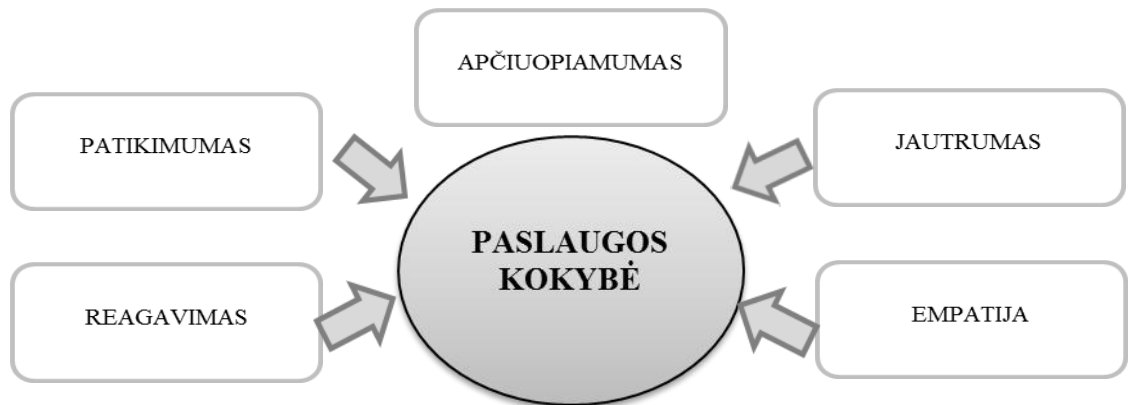 APČIUOPIAMUMAS
PATIKIMUMAS
JAUTRUMAS
PASLAUGOS
KOKYBĖ
REAGAVIMAS
EMPATIJA